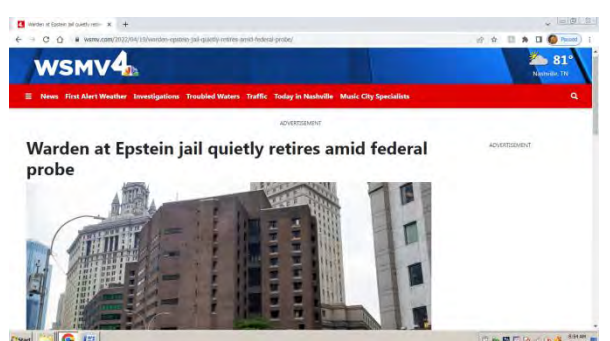 Warden at Epstein jail quietly retir
wsmv.com/2022/04/19/warden-epstein-jail-quietly-retires-amid-federal-probe/
Paused
WSMV4
81°
Nashville, TN
News First Alert Weather Investigations Troubled Waters Traffic Today in Nashville Music City Specialists
ADVERTISEMENT
Warden at Epstein jail quietly retires amid federal
probe
ADVERTISEMENT
Start